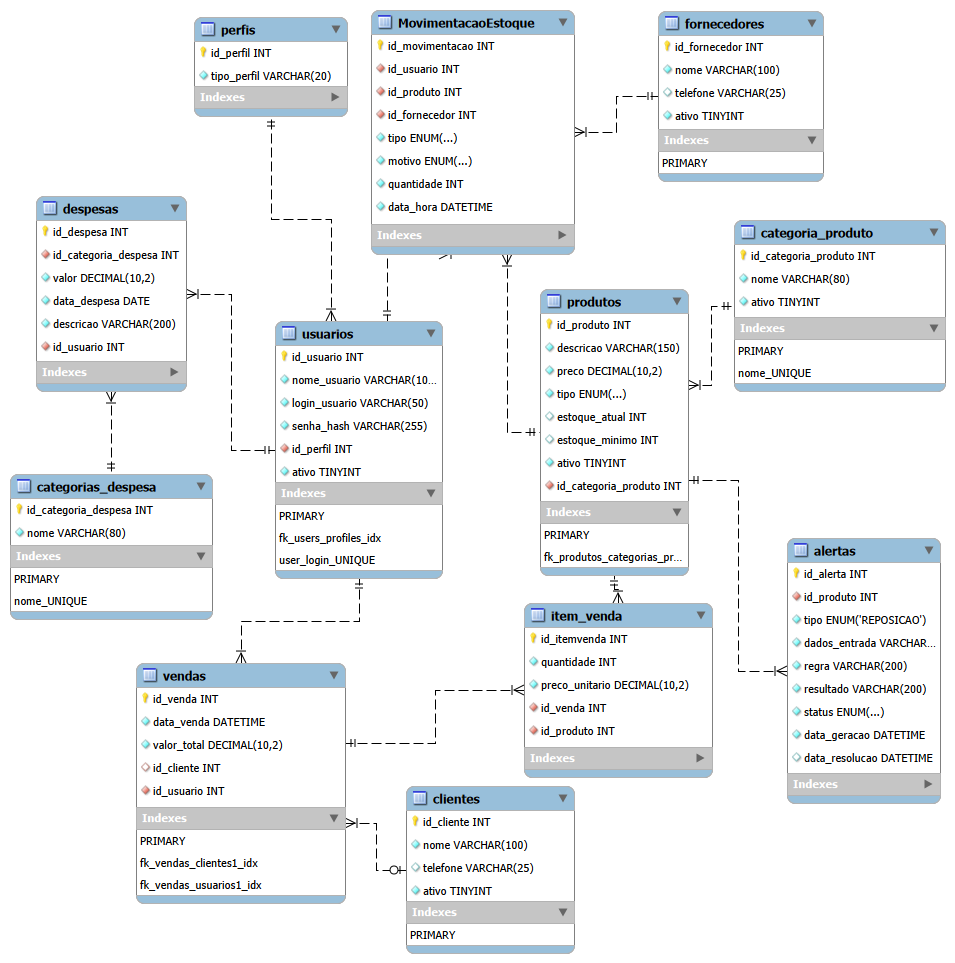 perfis
id_perfil INT
tipo_perfil VARCHAR(20)
Indexes
MovimentacaoEstoque
id_movimentacao INT
id_usuario INT
id_produto INT
id_fornecedor INT
tipo ENUM(...)
motivo ENUM(...)
quantidade INT
data_hora DATETIME
Indexes
fornecedores
id_fornecedor INT
nome VARCHAR(100)
telefone VARCHAR(25)
ativo TINYINT
Indexes
PRIMARY
despesas
id_despesa INT
id_categoria_despesa INT
valor DECIMAL(10,2)
data_despesa DATE
descricao VARCHAR(200)
id_usuario INT
Indexes
categoria_produto
id_categoria_produto INT
nome VARCHAR(80)
ativo TINYINT
Indexes
PRIMARY
nome_UNIQUE
usuarios
id_usuario INT
nome_usuario VARCHAR(10...
login_usuario VARCHAR(50)
senha_hash VARCHAR(255)
id_perfil INT
ativo TINYINT
Indexes
PRIMARY
fk_users_profiles_idx
user_login_UNIQUE
produtos
id_produto INT
descricao VARCHAR(150)
preco DECIMAL(10,2)
tipo ENUM(...)
estoque_atual INT
estoque_minimo INT
ativo TINYINT
id_categoria_produto INT
Indexes
PRIMARY
fk_produtos_categorias_pr...
categorias_despesa
id_categoria_despesa INT
nome VARCHAR(80)
Indexes
PRIMARY
nome_UNIQUE
alertas
id_alerta INT
id_produto INT
tipo ENUM('REPOSICAO')
dados_entrada VARCHAR...
regra VARCHAR(200)
resultado VARCHAR(200)
status ENUM(...)
data_geracao DATETIME
data_resolucao DATETIME
Indexes
item_venda
id_itemvenda INT
quantidade INT
preco_unitario DECIMAL(10,2)
id_venda INT
id_produto INT
Indexes
vendas
id_venda INT
data_venda DATETIME
valor_total DECIMAL(10,2)
id_cliente INT
id_usuario INT
Indexes
PRIMARY
fk_vendas_clientes1_idx
fk_vendas_usuarios1_idx
clientes
id_cliente INT
nome VARCHAR(100)
telefone VARCHAR(25)
ativo TINYINT
Indexes
PRIMARY